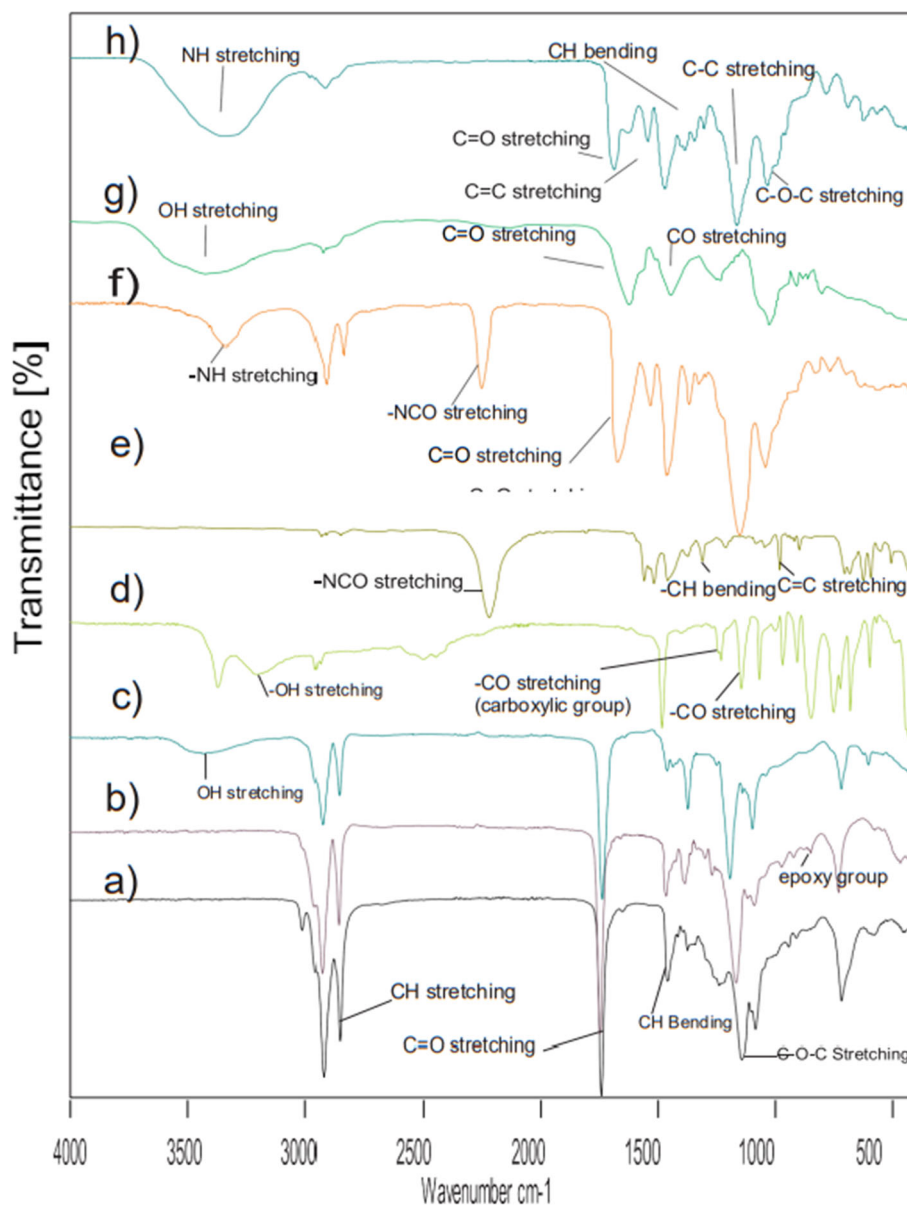 h)
NH stretching
CH bending
C-C stretching
C=O stretching
C=C stretching
C-O-C stretching
g)
OH stretching
C=O stretching
CO stretching
f)
-NH stretching
-NCO stretching
C=O stretching
e)
-NCO stretching
-CH bending
C=C stretching
d)
-OH stretching
-CO stretching
(carboxylic group)
-CO stretching
c)
OH stretching
b)
epoxy group
a)
CH stretching
C=O stretching
CH Bending
C-O-C Stretching
Transmittance [%]
4000 3500 3000 2500 2000 1500 1000 500
Wavenumber cm-1